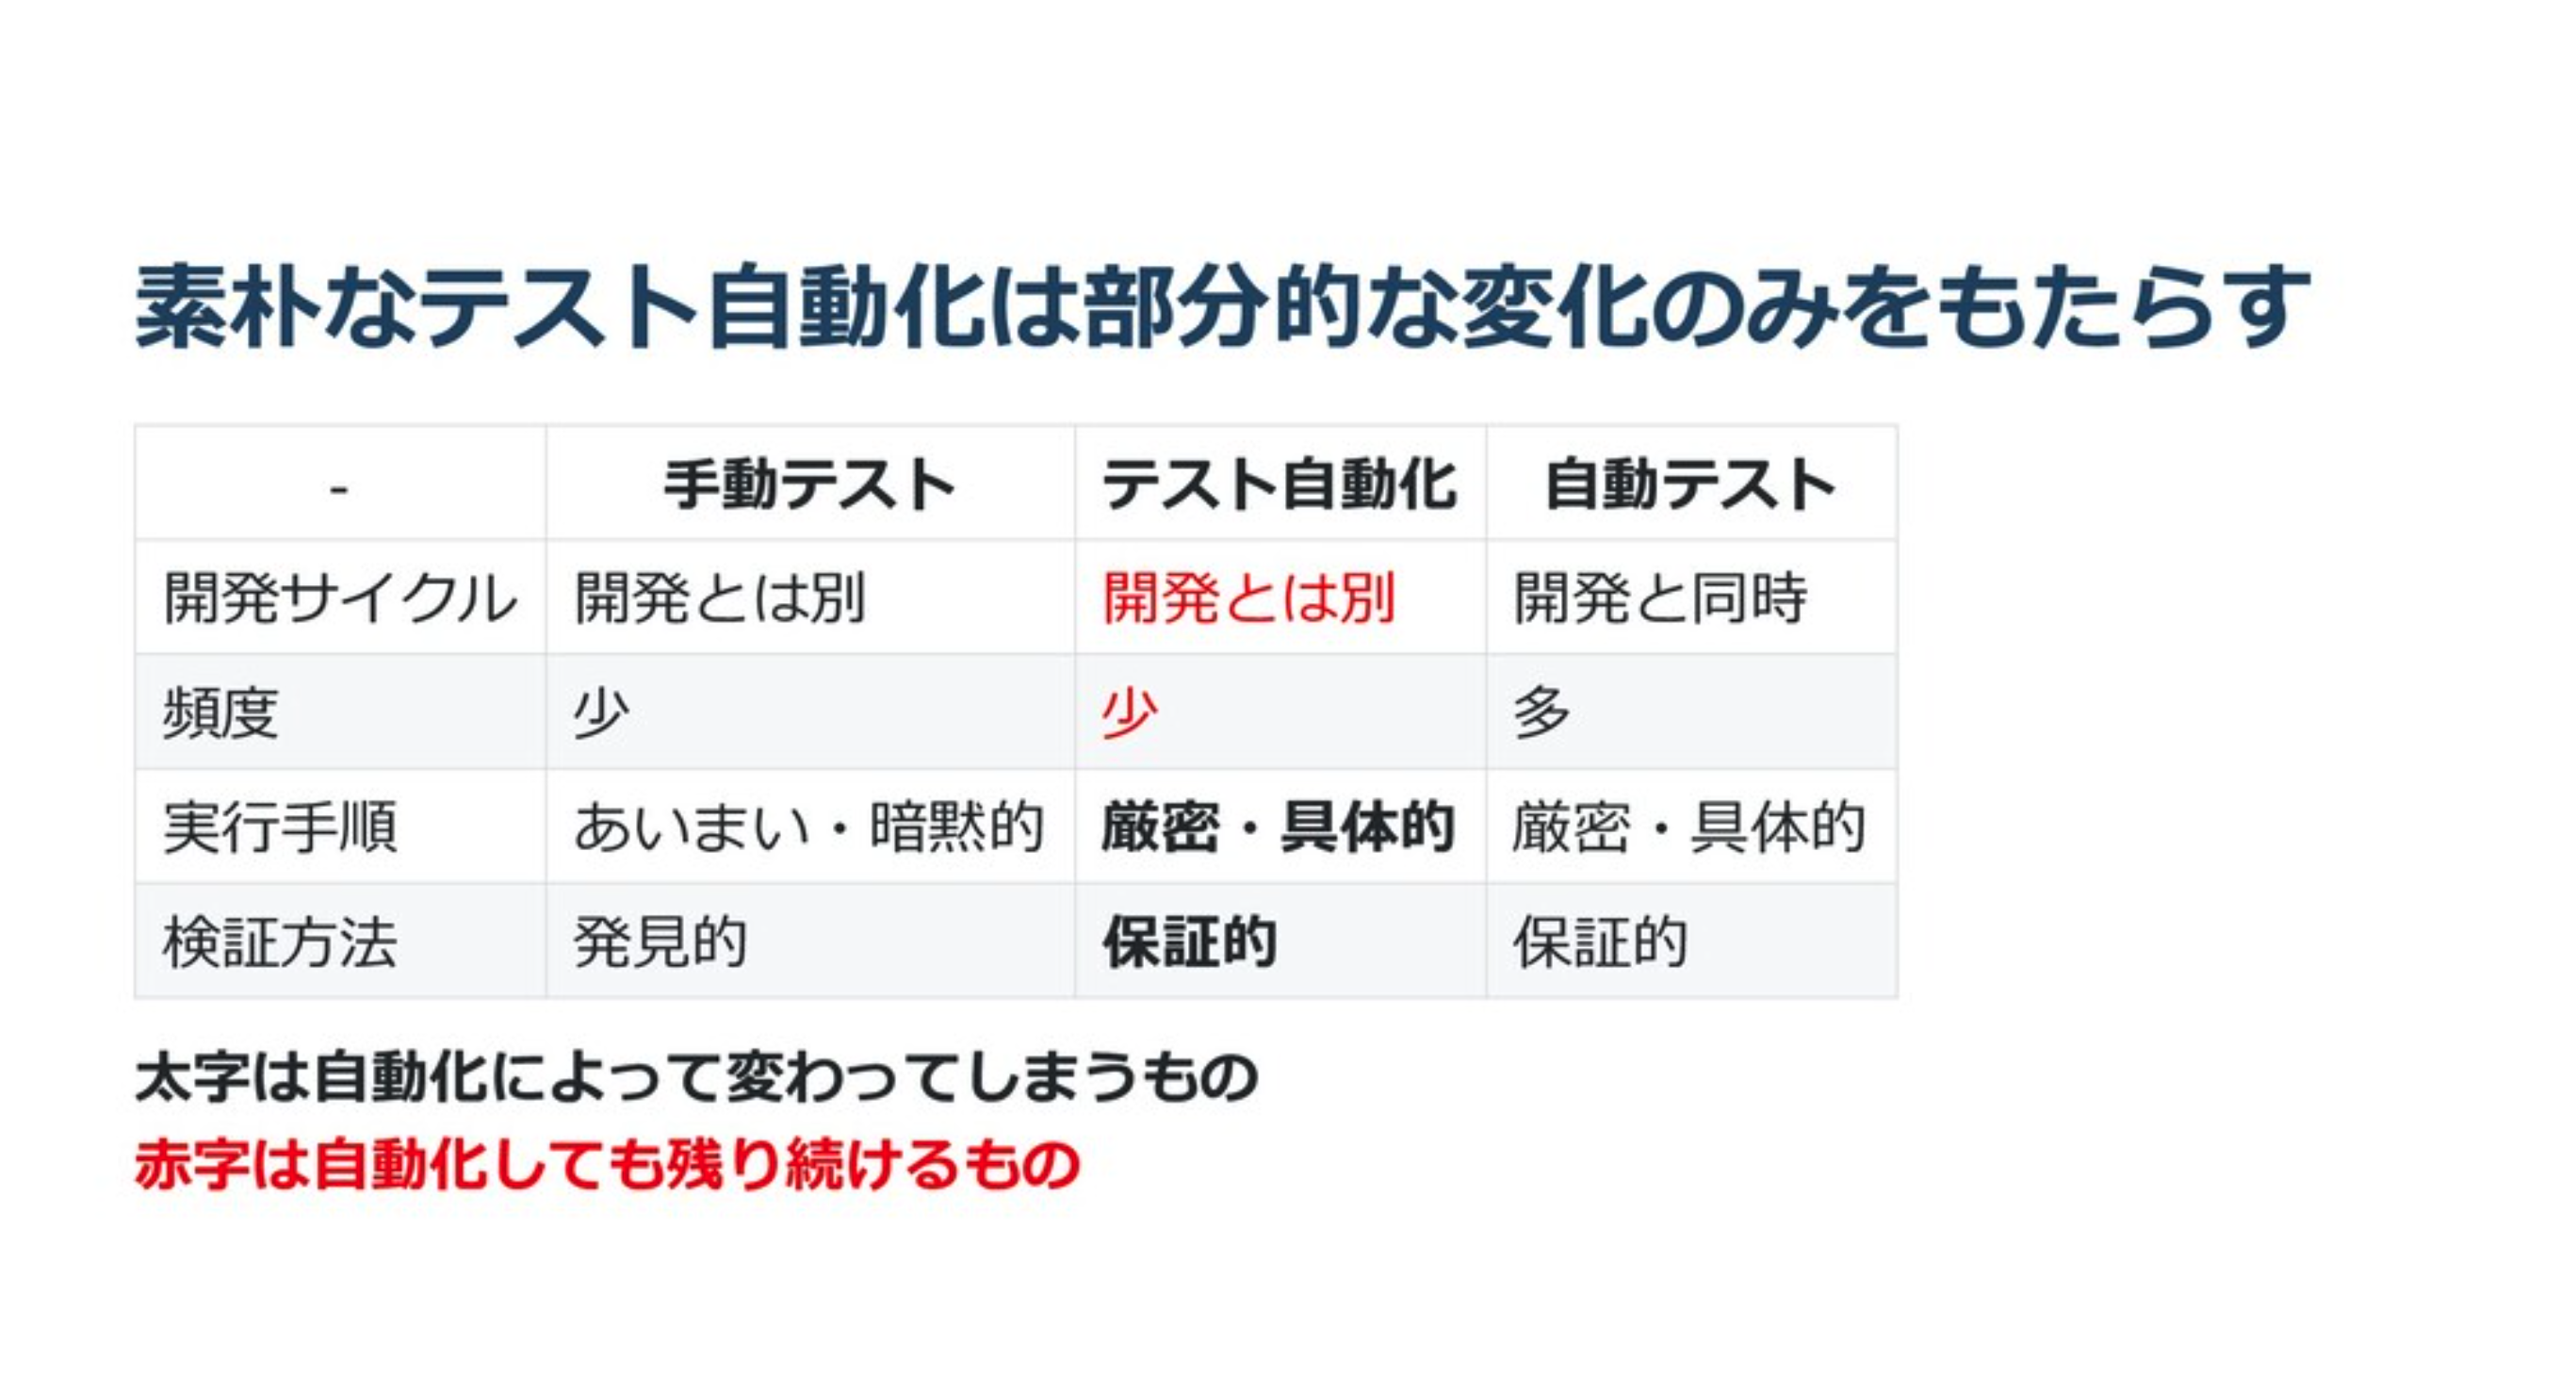 素朴なテスト自動化は部分的な変化のみをもたらす
- 手動テスト テスト自動化 自動テスト
開発サイクル 開発とは別 開発とは別 開発と同時
頻度 少 少 多
実行手順 あいまい・暗黙的 厳密・具体的 厳密・具体的
検証方法 発見的 保証的 保証的
太字は自動化によって変わってしまうもの
赤字は自動化しても残り続けるもの